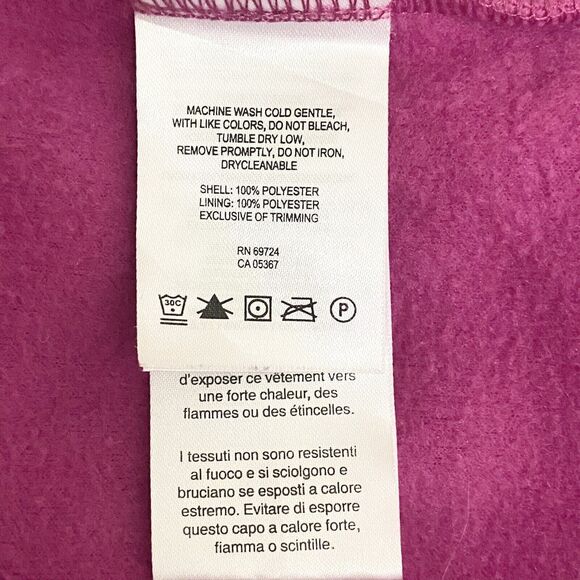 MACHINE WASH COLD GENTLE,
WITH LIKE COLORS, DO NOT BLEACH,
TUMBLE DRY LOW,
REMOVE PROMPTLY, DO NOT IRON,
DRYCLEANABLE
SHELL: 100% POLYESTER
LINING: 100% POLYESTER
EXCLUSIVE OF TRIMMING
RN 69724
CA 05367
30C P
d'exposer ce vêtement vers
une forte chaleur, des
flammes ou des étincelles.
I tessuti non sono resistenti
al fuoco e si sciolgono e
bruciano se esposti a calore
estremo. Evitare di esporre
questo capo a calore forte,
fiamma o scintille.